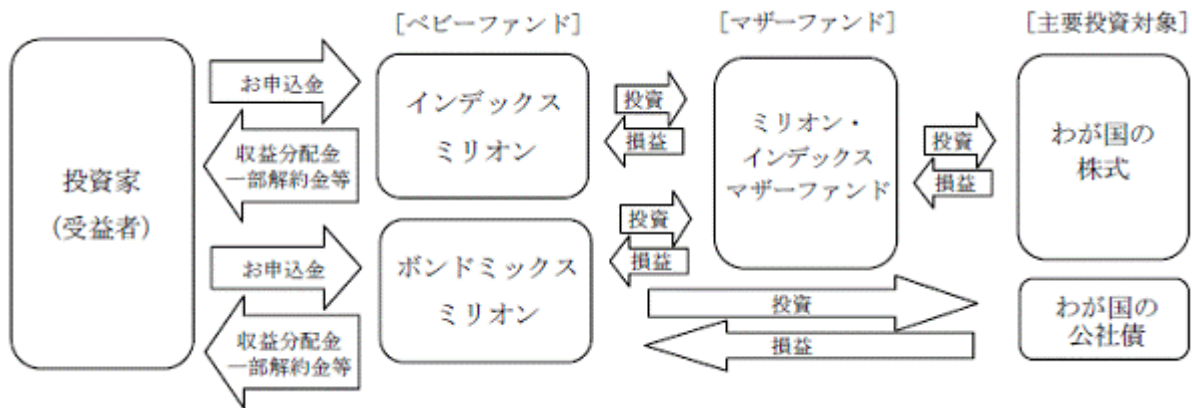 ［ベビーファンド］
［マザーファンド］
［主要投資対象］
投資家
（受益者）
お申込金
収益分配金
一部解約金等
お申込金
収益分配金
一部解約金等
インデックス
ミリオン
ボンドミックス
ミリオン
投資
損益
投資
損益
ミリオン・
インデックス
マザーファンド
投資
損益
わが国の
株式
投資
損益
わが国の
公社債